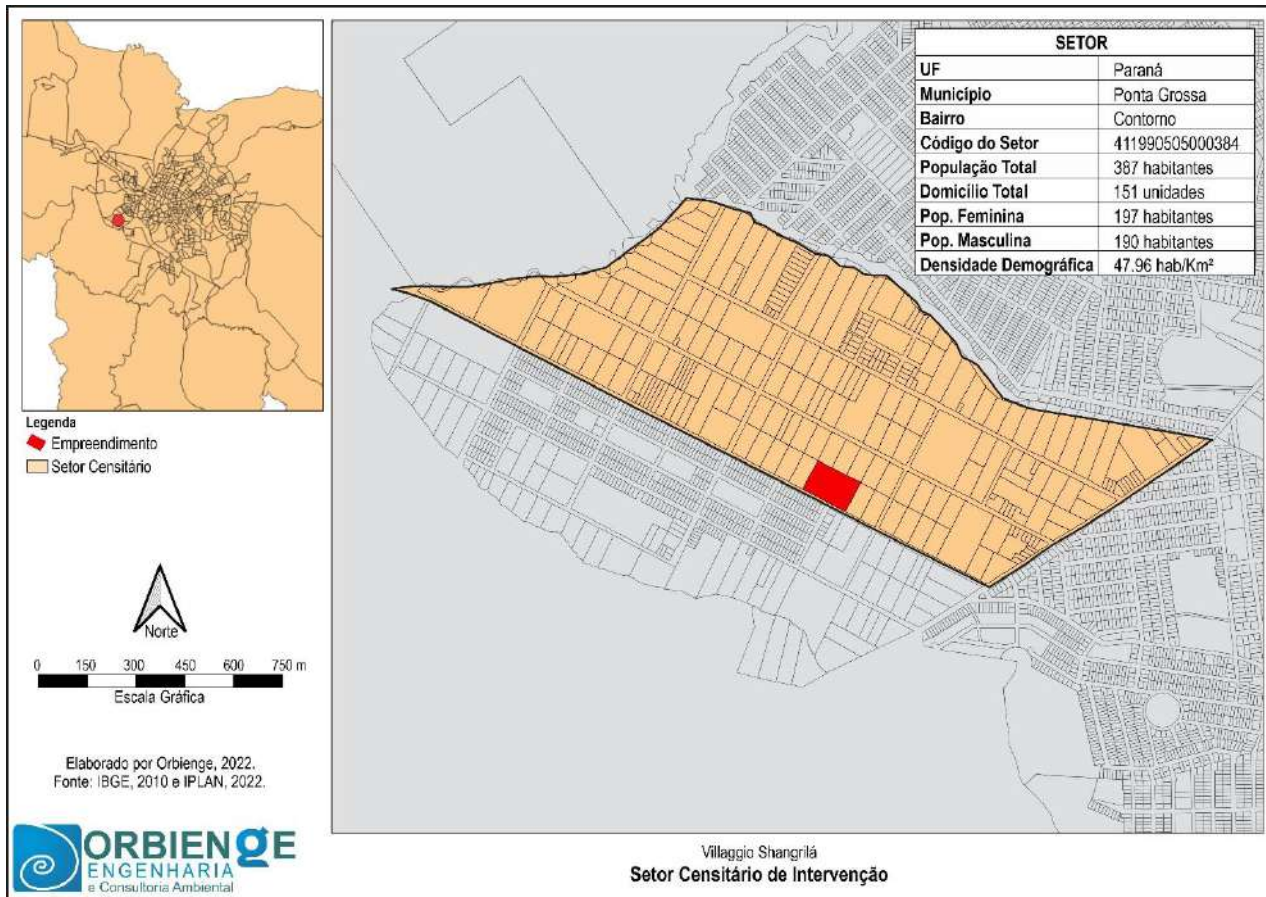 SETOR
UF Paraná
Município Ponta Grossa
Bairro Contorno
Código do Setor 411990505000384
População Total 387 habitantes
Domicílio Total 151 unidades
Pop. Feminina 197 habitantes
Pop. Masculina 190 habitantes
Densidade Demográfica 47.96 hab/Km²
Legenda
Empreendimento
Setor Censitário
Norte
0 150 300 450 600 750 m
Escala Gráfica
Elaborado por Orbienge, 2022.
Fonte: IBGE, 2010 e IPLAN, 2022.
ORBIENGE
ENGENHARIA
e Consultoria Ambiental
Villaggio Shangrilá
Setor Censitário de Intervenção